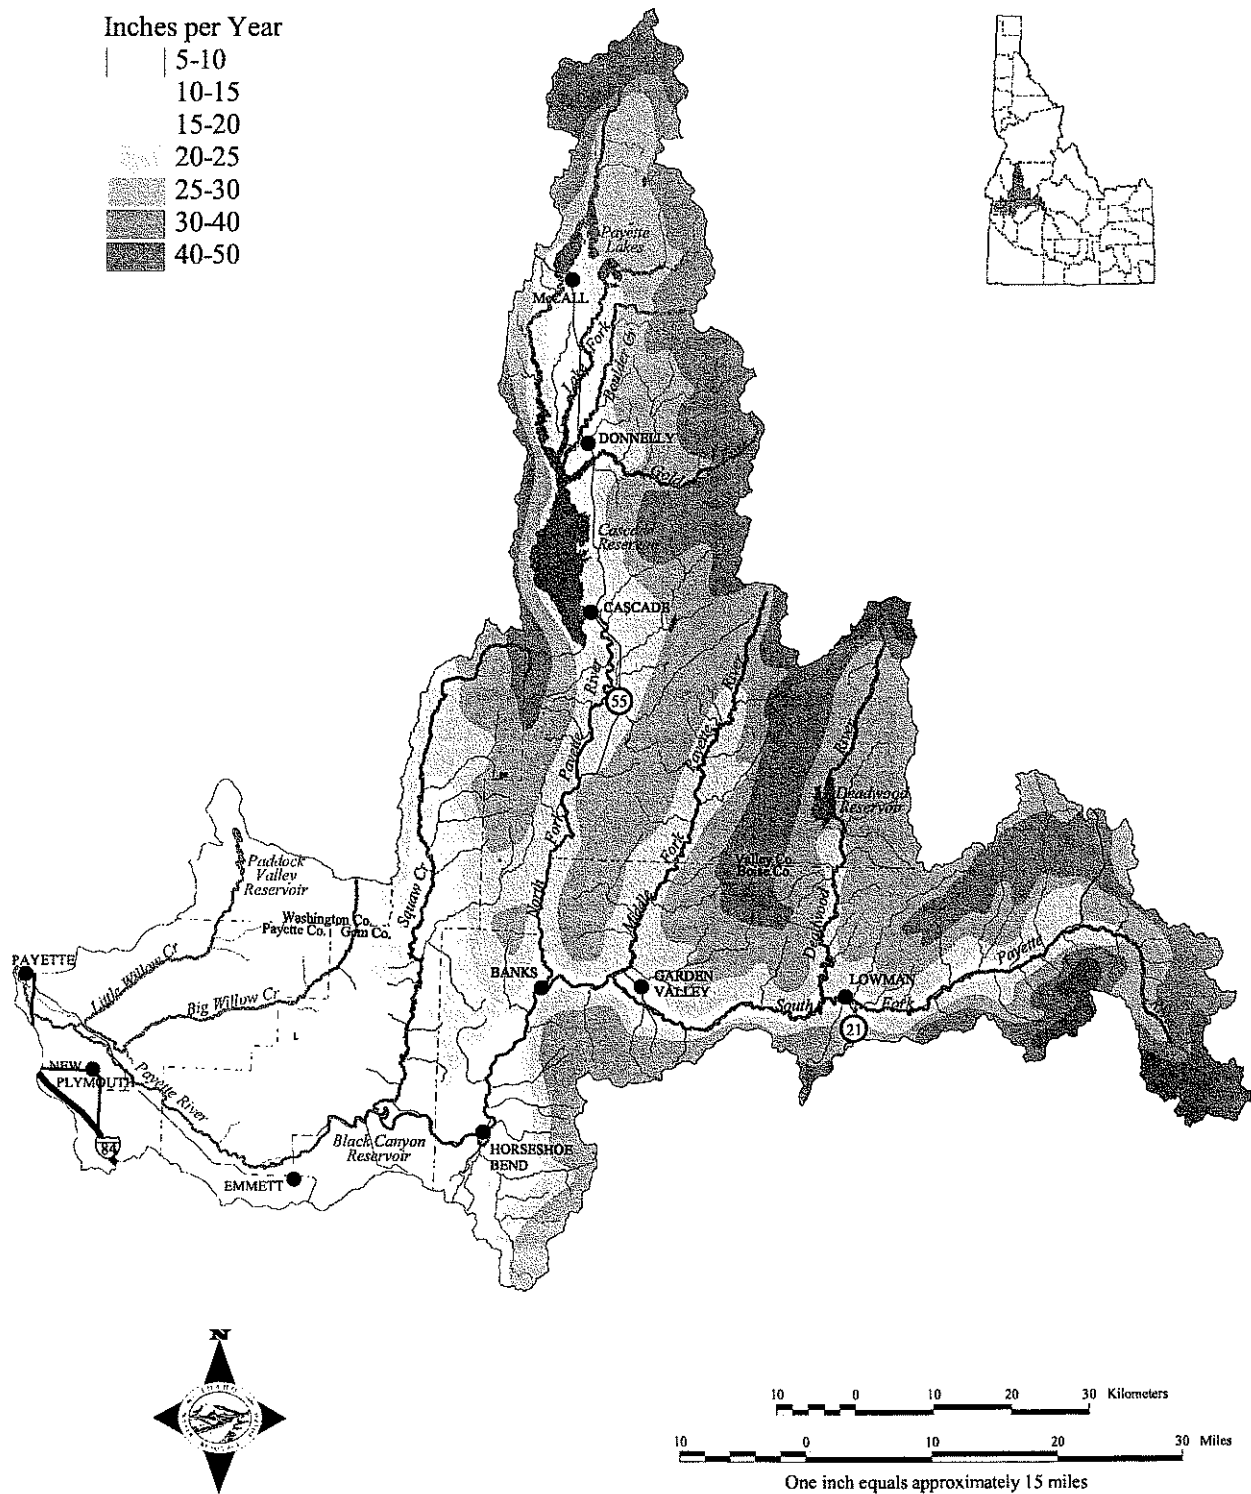 Inches per Year
5-10
10-15
15-20
20-25
25-30
30-40
40-50
Payette
Lakes
McCALL
Lake Fork
Boulder Cr
DONNELLY
Gold
Cascade
Reservoir
CASCADE
River
55
Payette
Fork
North
River
Payette
Fork
Middle
River
Deadwood
Reservoir
Valley Co.
Boise Co.
Deadwood
Squaw Cr
Paddock
Valley
Reservoir
Washington Co.
Payette Co. Gem Co.
PAYETTE
Little Willow Cr
Big Willow Cr
BANKS
GARDEN
VALLEY
LOWMAN
South Fork
Payette
21
L
NEW
PLYMOUTH
Payette River
84
Black Canyon
Reservoir
HORSESHOE
BEND
EMMETT
N
IDAHO
10 0 10 20 30 Kilometers
10 0 10 20 30 Miles
One inch equals approximately 15 miles